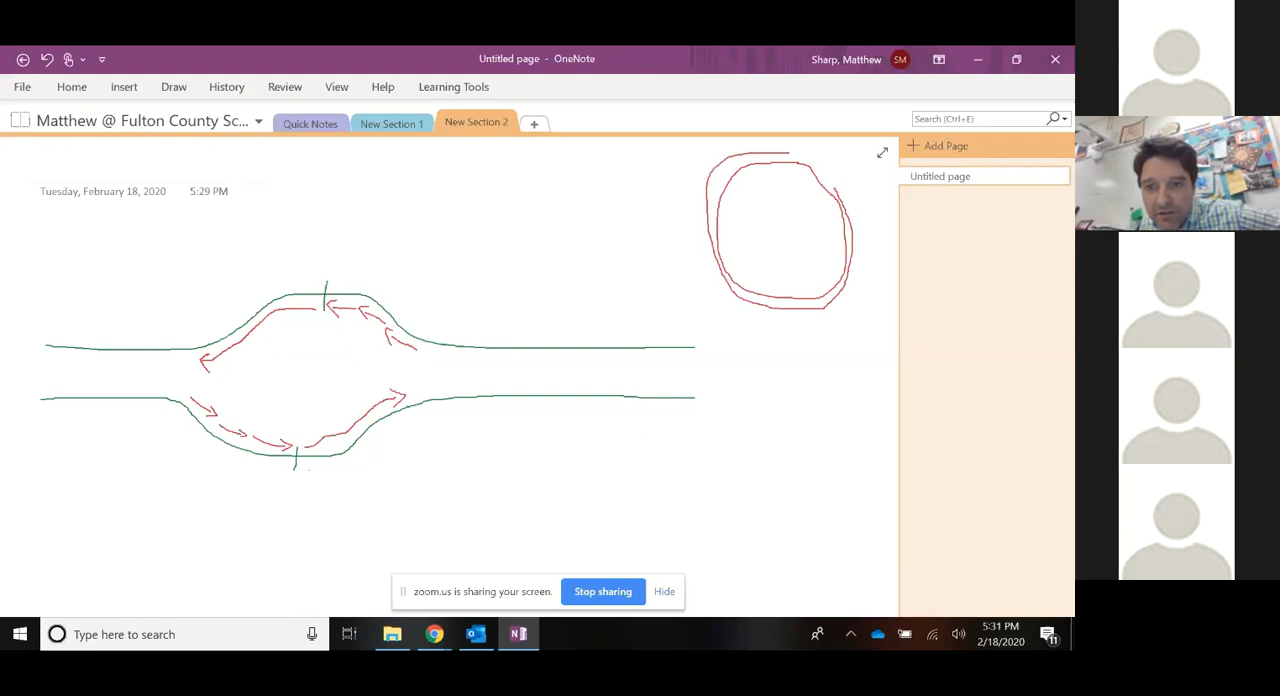 Untitled page - OneNote
Sharp, Matthew SM
File Home Insert Draw History Review View Help Learning Tools
Matthew @ Fulton County Sc... Quick Notes New Section 1 New Section 2
Search (Ctrl+E)
Add Page
Untitled page
Tuesday, February 18, 2020 5:29 PM
zoom.us is sharing your screen. Stop sharing Hide
Type here to search
N
5:31 PM
2/18/2020
11